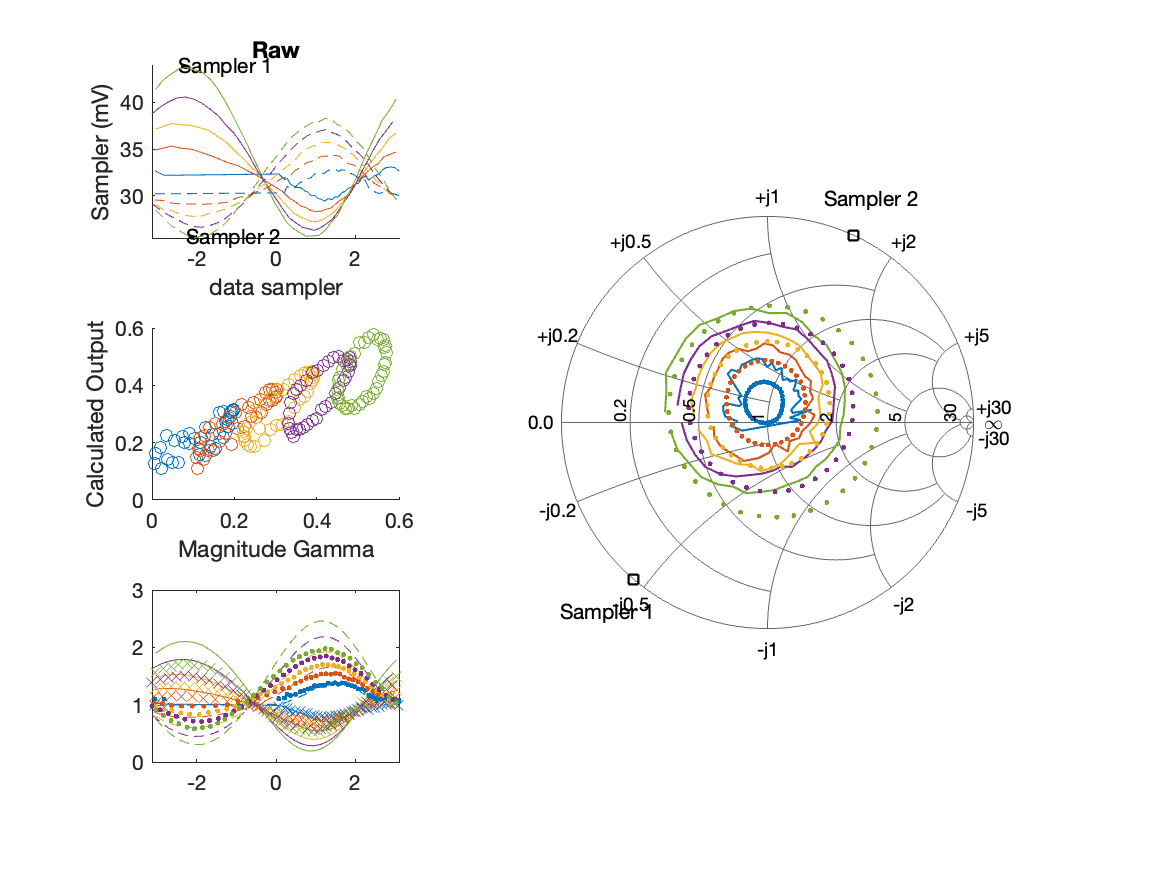 Raw
Sampler 1
40
35
30
Sampler (mV)
Sampler 2
-2 0 2
data sampler
0.6
0.4
0.2
0
Calculated Output
0 0.2 0.4 0.6
Magnitude Gamma
3
2
1
0
-2 0 2
+j1
Sampler 2
+j0.5
+j2
+j0.2
+j5
0.0
0.2
0.5
1
2
5
30
+j30
∞
-j30
-j0.2
-j5
-j0.5
Sampler 1
-j2
-j1